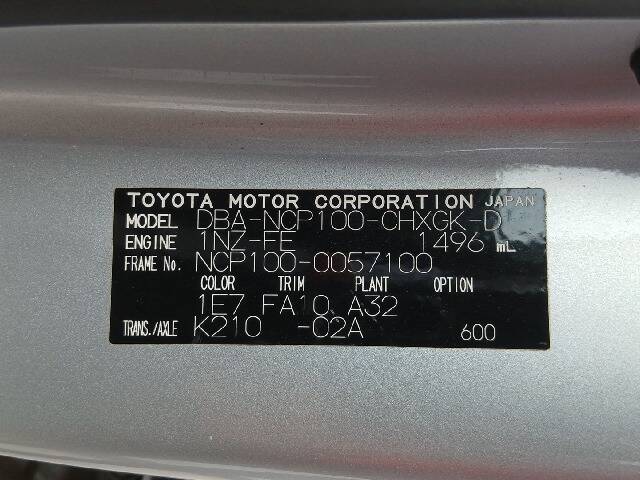 TOYOTA MOTOR CORPORATION JAPAN
MODEL DBA-NCP100-CHXGK-D
ENGINE 1NZ-FE 1496 mL
FRAME No. NCP100-0057100
COLOR TRIM PLANT OPTION
1E7 FA10 A32
TRANS./AXLE K210 -02A 600